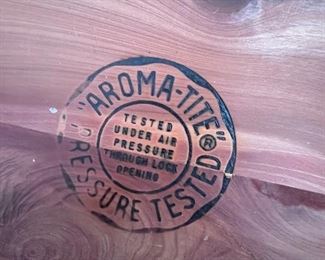 "AROMA-TITE"®
TESTED
UNDER AIR
PRESSURE
THROUGH LOCK
OPENING
PRESSURE TESTED